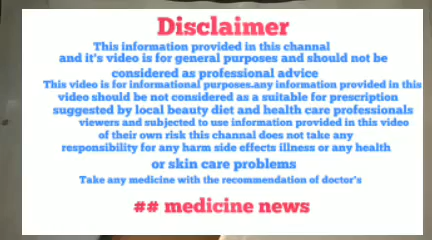 Disclaimer
This information provided in this channal
and it's video is for general purposes and should not be
considered as professional advice
This video is for informational purposes.any information provided in this
video should be not considered as a suitable for prescription
suggested by local beauty diet and health care professionals
viewers and subjected to use information provided in this video
of their own risk this channal does not take any
responsibility for any harm side effects illness or any health
or skin care problems
Take any medicine with the recommendation of doctor's
## medicine news